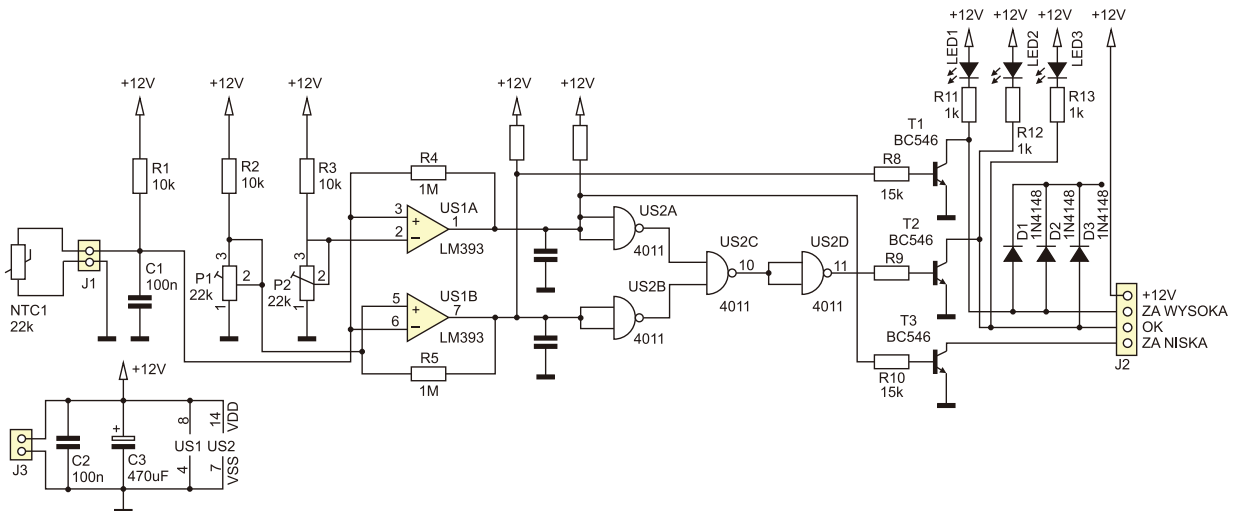 +12V
+12V
+12V
+12V
LED1
LED2
LED3
R11
1k
R12
1k
R13
1k
+12V
+12V
+12V
+12V
+12V
R1
10k
R2
10k
R3
10k
R4
1M
T1
BC546
R8
15k
3
2
1
US1A
LM393
US2A
4011
US2C
10
4011
US2D
11
4011
T2
BC546
R9
D1
1N4148
D2
1N4148
D3
1N4148
NTC1
22k
J1
C1
100n
P1
22k
3
2
1
P2
22k
3
2
1
5
6
7
US1B
LM393
R5
1M
US2B
4011
T3
BC546
R10
15k
+12V
ZA WYSOKA
OK
ZA NISKA
J2
+12V
J3
C2
100n
+
C3
470uF
8
US1
4
14
VDD
US2
7
VSS